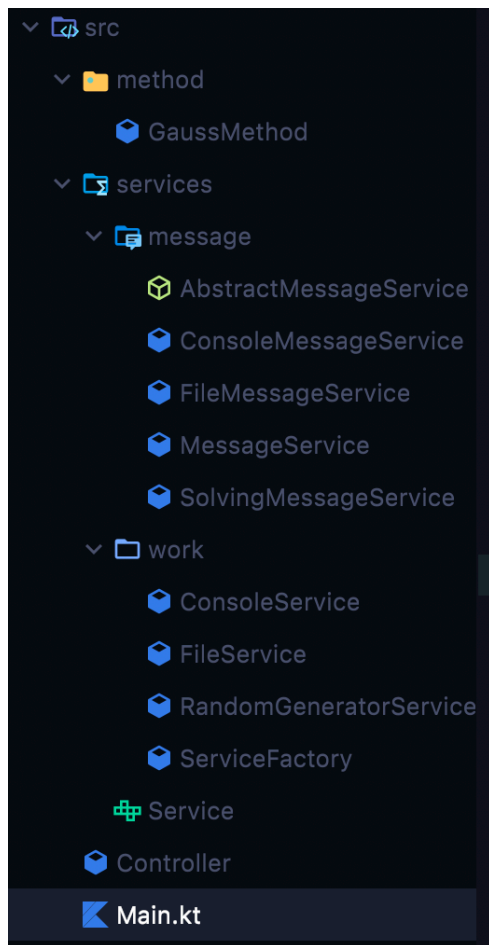 src
method
GaussMethod
services
message
AbstractMessageService
ConsoleMessageService
FileMessageService
MessageService
SolvingMessageService
work
ConsoleService
FileService
RandomGeneratorService
ServiceFactory
Service
Controller
Main.kt